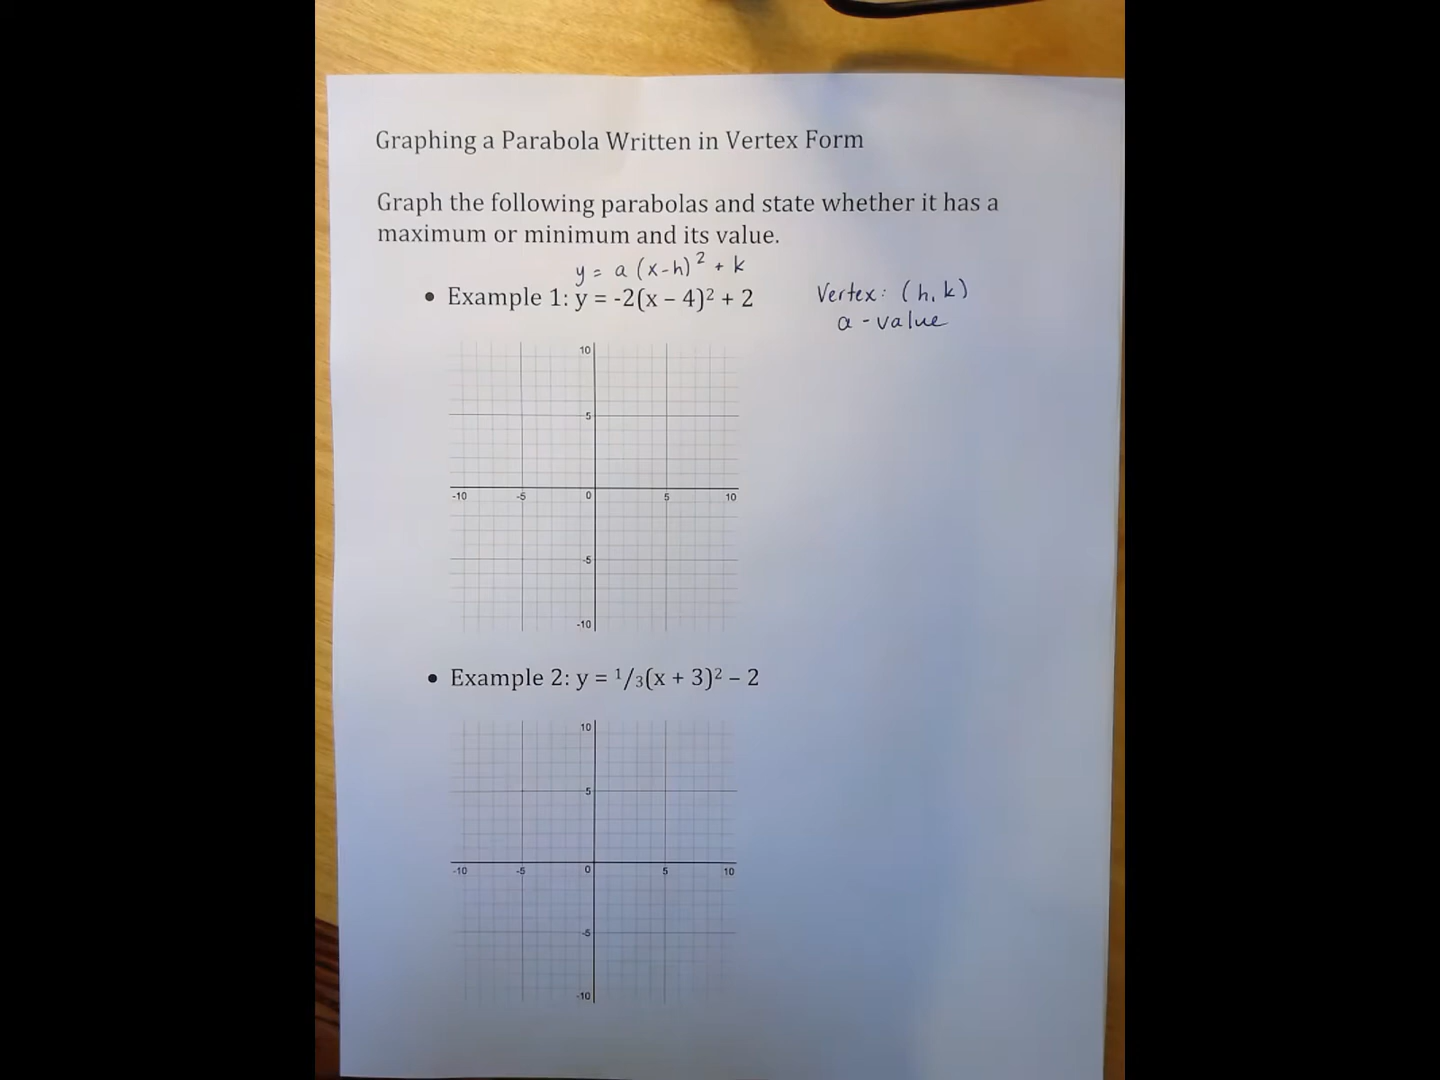 Graphing a Parabola Written in Vertex Form
Graph the following parabolas and state whether it has a
maximum or minimum and its value.
y = a (x-h)² + k
• Example 1: y = -2(x – 4)² + 2
Vertex: (h, k)
a - value
10
5
-10 -5 0 5 10
-5
-10
• Example 2: y = ¹/₃(x + 3)² – 2
10
5
-10 -5 0 5 10
-5
-10